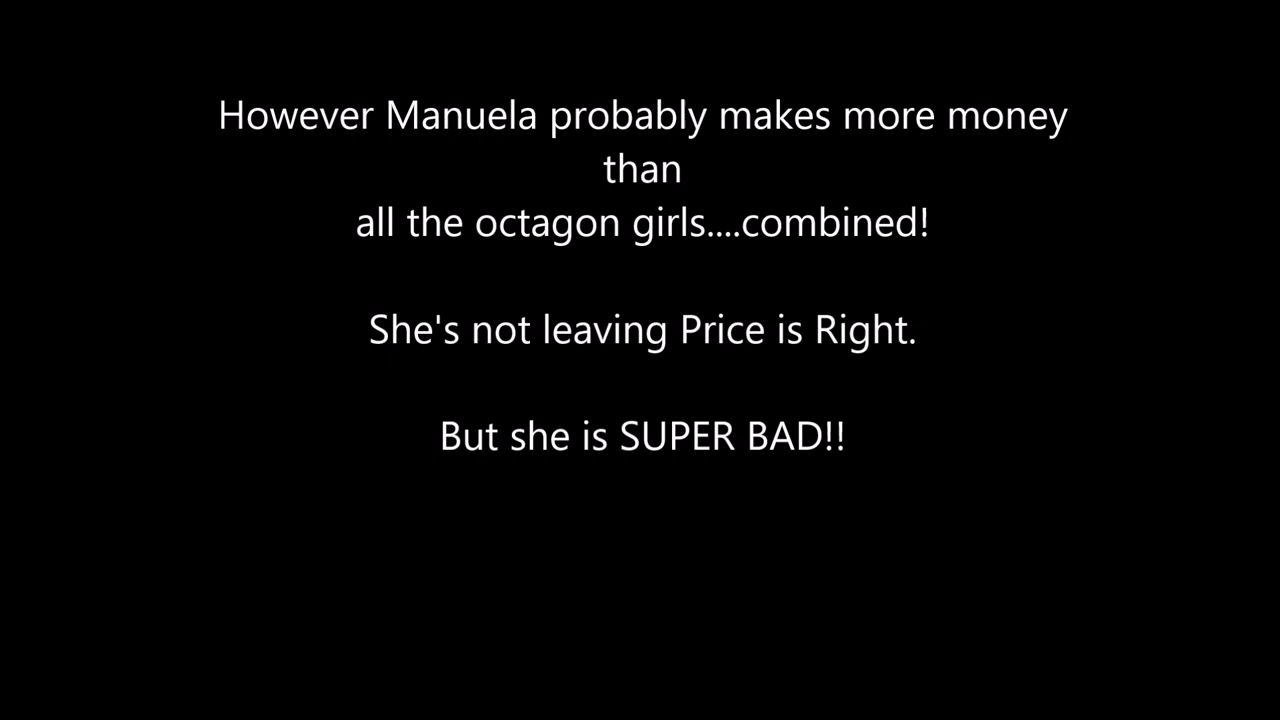 However Manuela probably makes more money
than
all the octagon girls....combined!
She's not leaving Price is Right.
But she is SUPER BAD!!